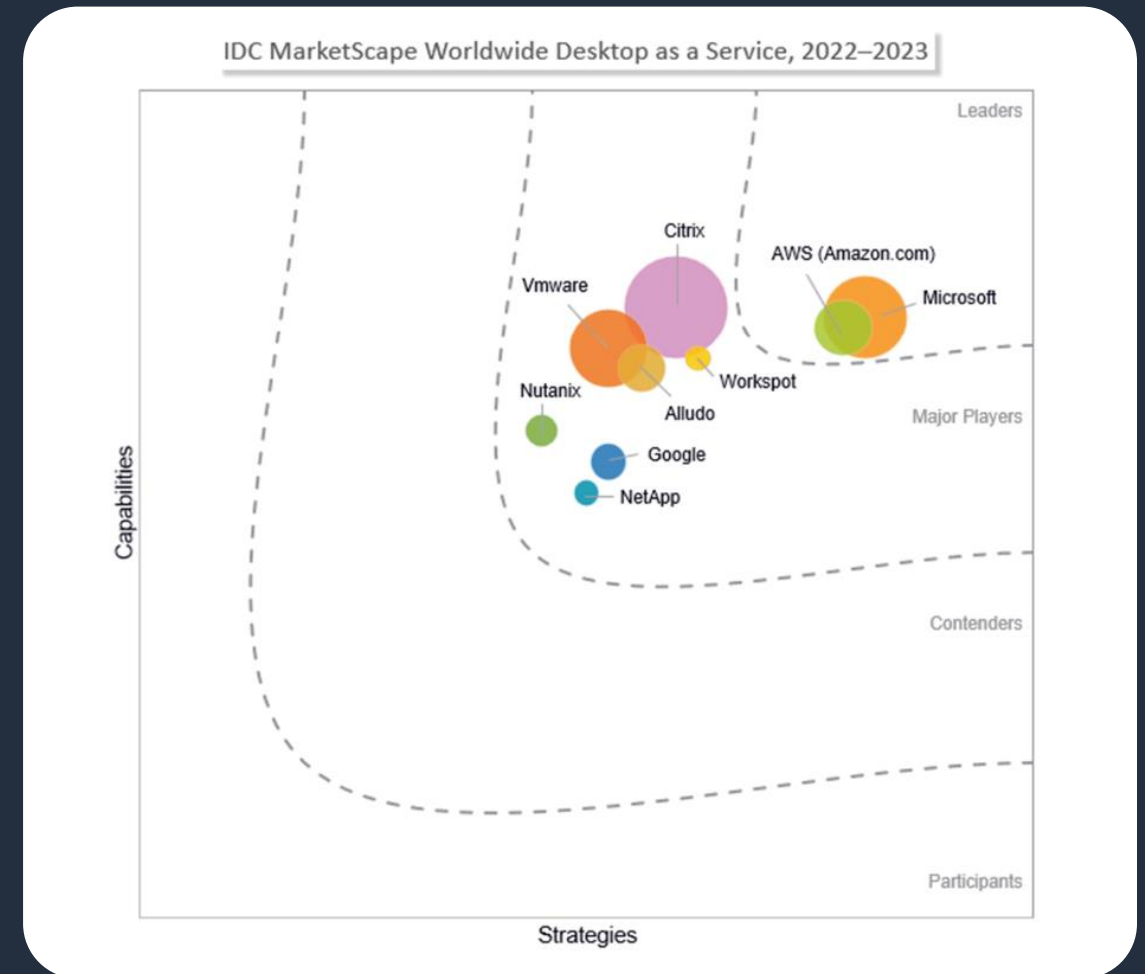 IDC MarketScape Worldwide Desktop as a Service, 2022–2023
Leaders
Citrix
AWS (Amazon.com)
Vmware
Microsoft
Workspot
Nutanix
Alludo
Major Players
Google
NetApp
Capabilities
Contenders
Participants
Strategies